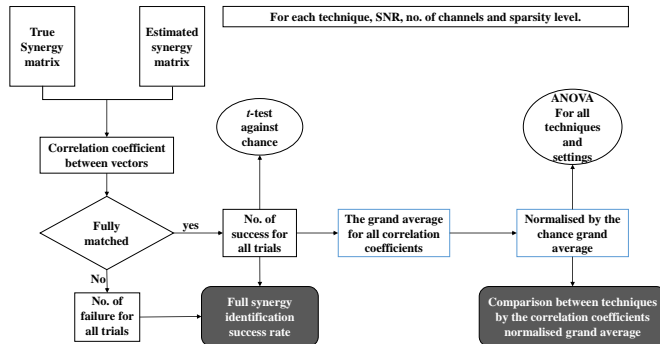 For each technique, SNR, no. of channels and sparsity level.
True
Synergy
matrix
Estimated
synergy
matrix
Correlation coefficient
between vectors
t-test
against
chance
ANOVA
For all
techniques
and
settings
Fully
matched
yes
No
No. of
success for
all trials
The grand average
for all correlation
coefficients
Normalised by the
chance grand
average
No. of
failure for
all trials
Full synergy
identification
success rate
Comparison between techniques
by the correlation coefficients
normalised grand average